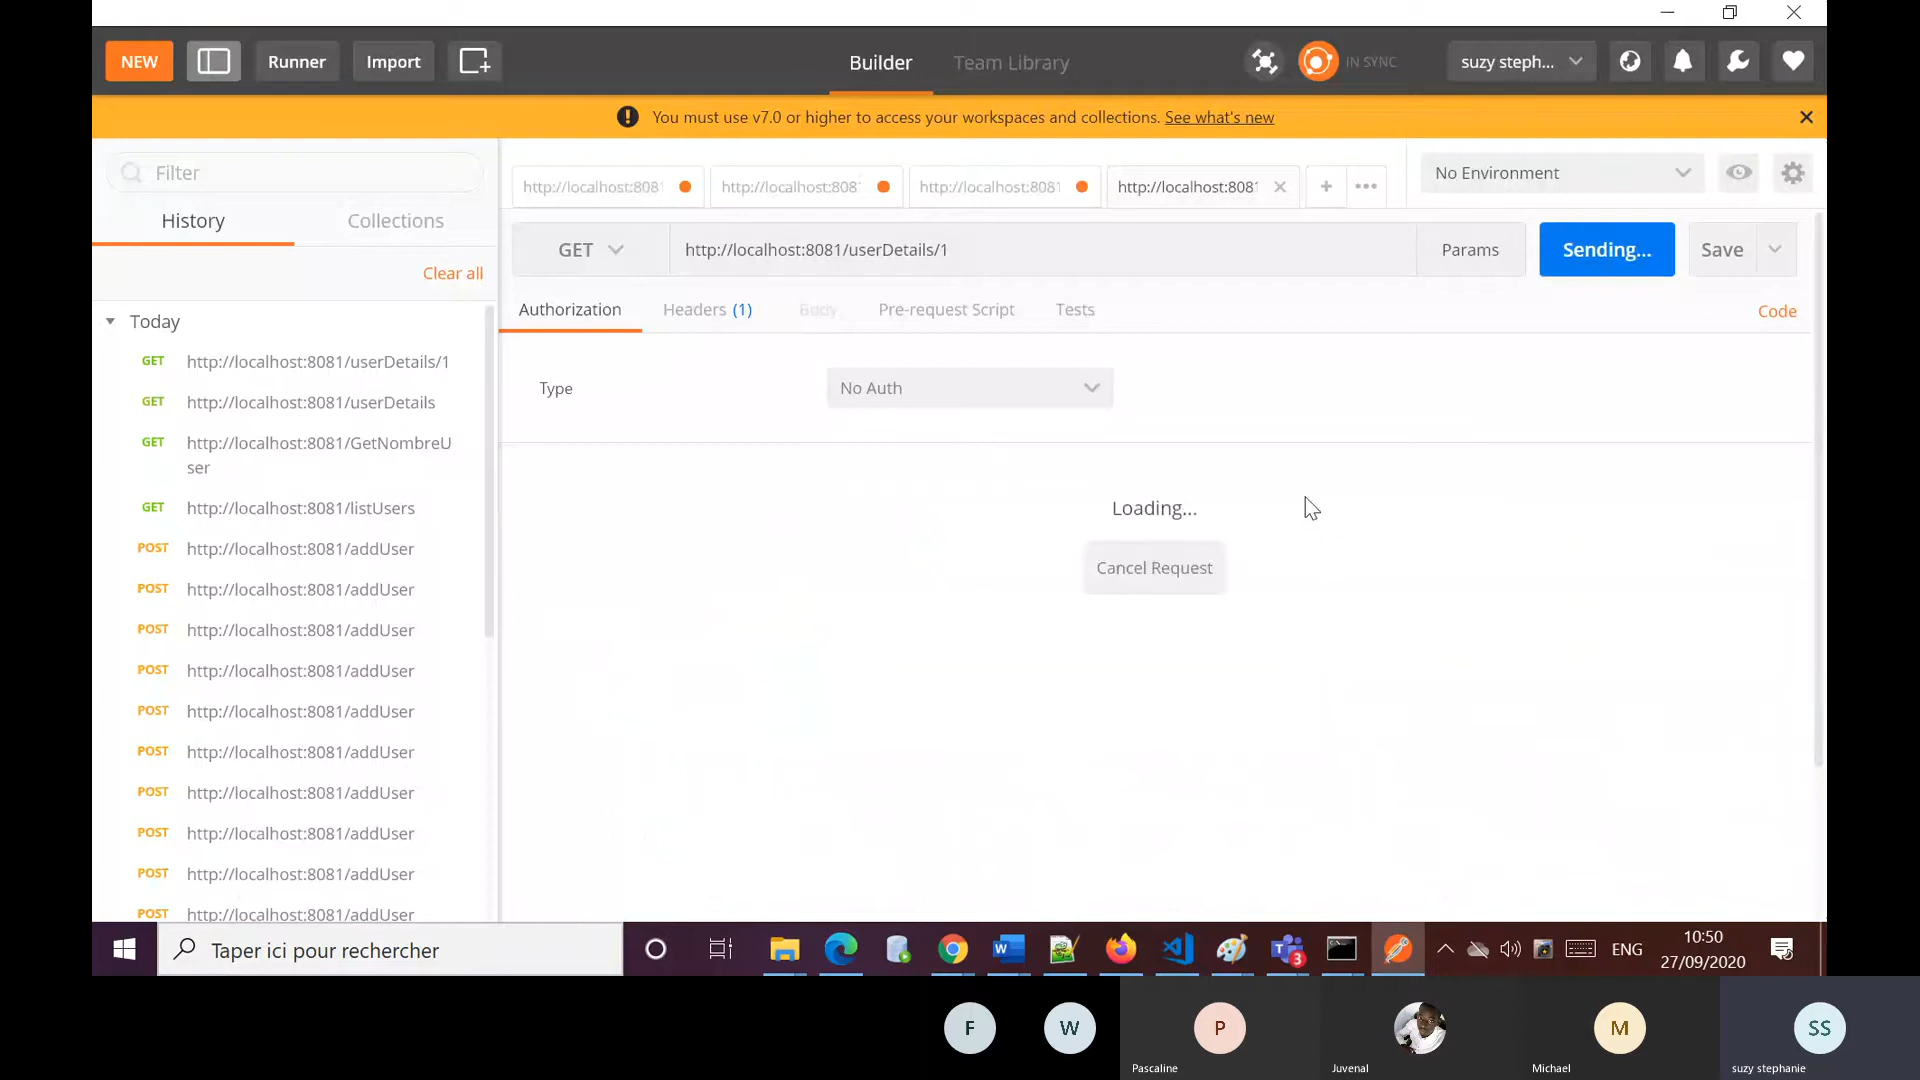 NEW
Runner
Import
Builder
Team Library
IN SYNC
suzy steph...
You must use v7.0 or higher to access your workspaces and collections. See what's new
Filter
History
Collections
Clear all
Today
GET http://localhost:8081/userDetails/1
GET http://localhost:8081/userDetails
GET http://localhost:8081/GetNombreU
ser
GET http://localhost:8081/listUsers
POST http://localhost:8081/addUser
POST http://localhost:8081/addUser
POST http://localhost:8081/addUser
POST http://localhost:8081/addUser
POST http://localhost:8081/addUser
POST http://localhost:8081/addUser
POST http://localhost:8081/addUser
POST http://localhost:8081/addUser
POST http://localhost:8081/addUser
POST http://localhost:8081/addUser
http://localhost:8081
http://localhost:808
http://localhost:8081
http://localhost:8081
No Environment
GET
http://localhost:8081/userDetails/1
Params
Sending...
Save
Authorization
Headers (1)
Body
Pre-request Script
Tests
Code
Type
No Auth
Loading...
Cancel Request
Taper ici pour rechercher
3
ENG
10:50
27/09/2020
F
W
P
M
SS
Pascaline
Juvenal
Michael
suzy stephanie